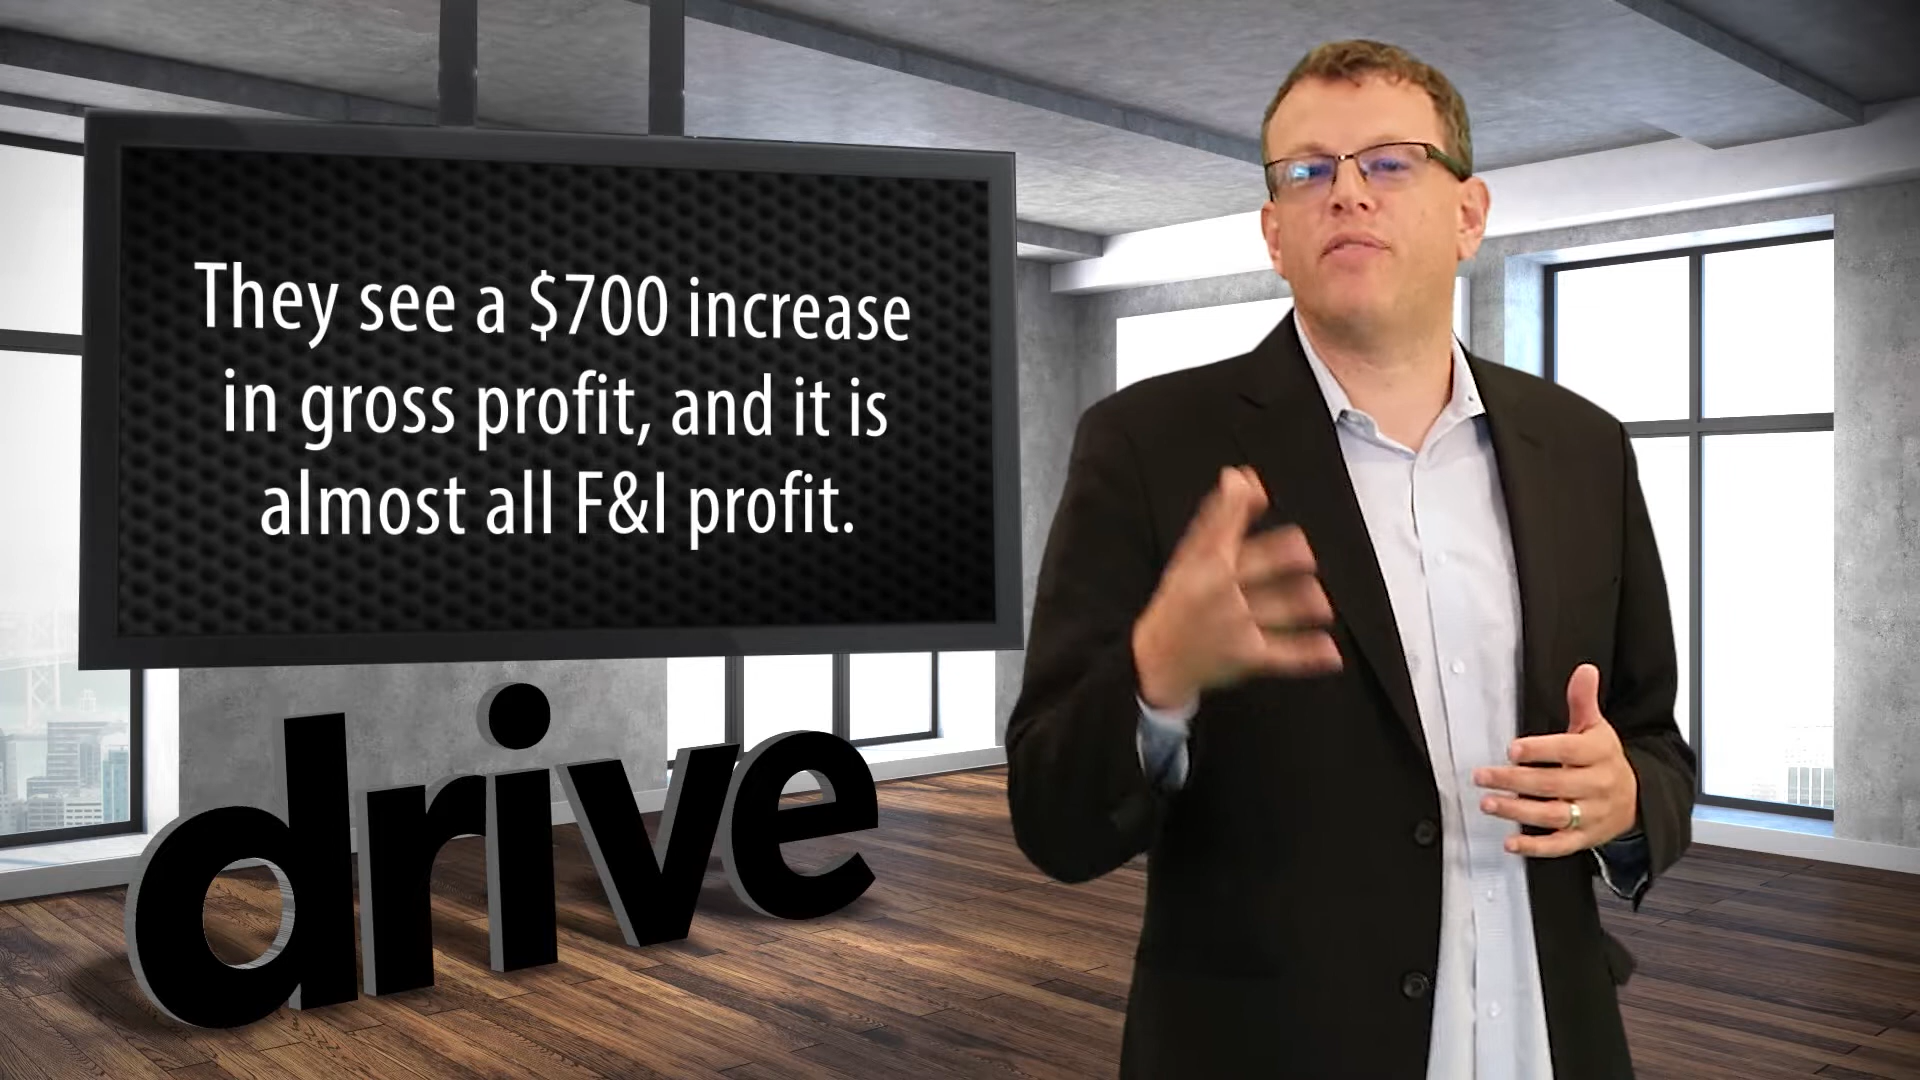 They see a $700 increase
in gross profit, and it is
almost all F&I profit.
drive